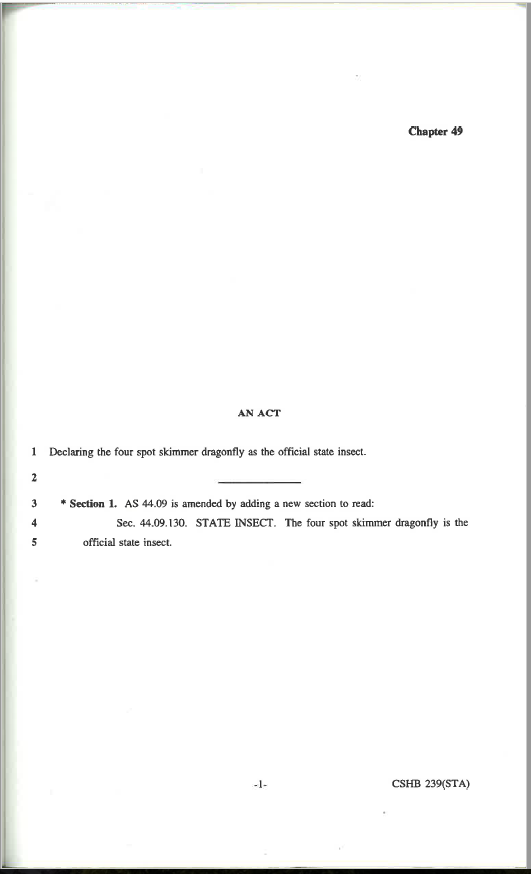 Chapter 49
AN ACT
1 Declaring the four spot skimmer dragonfly as the official state insect.
2
3 * Section 1. AS 44.09 is amended by adding a new section to read:
4 Sec. 44.09.130. STATE INSECT. The four spot skimmer dragonfly is the
5 official state insect.
-1- CSHB 239(STA)